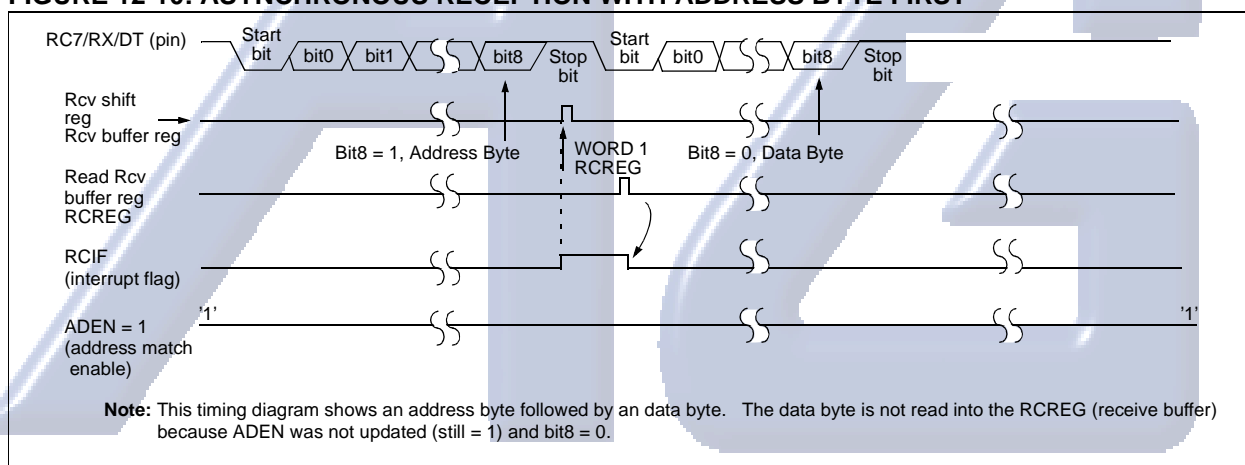 FIGURE 12-10: ASYNCHRONOUS RECEPTION WITH ADDRESS BYTE FIRST
RC7/RX/DT (pin)
Start
bit
bit0
bit1
bit8
Stop
bit
Start
bit
bit0
bit8
Stop
bit
Rcv shift
reg
Rcv buffer reg
Bit8 = 1, Address Byte
WORD 1
RCREG
Bit8 = 0, Data Byte
Read Rcv
buffer reg
RCREG
RCIF
(interrupt flag)
ADEN = 1
(address match
enable)
'1'
'1'
Note: This timing diagram shows an address byte followed by an data byte. The data byte is not read into the RCREG (receive buffer)
because ADEN was not updated (still = 1) and bit8 = 0.